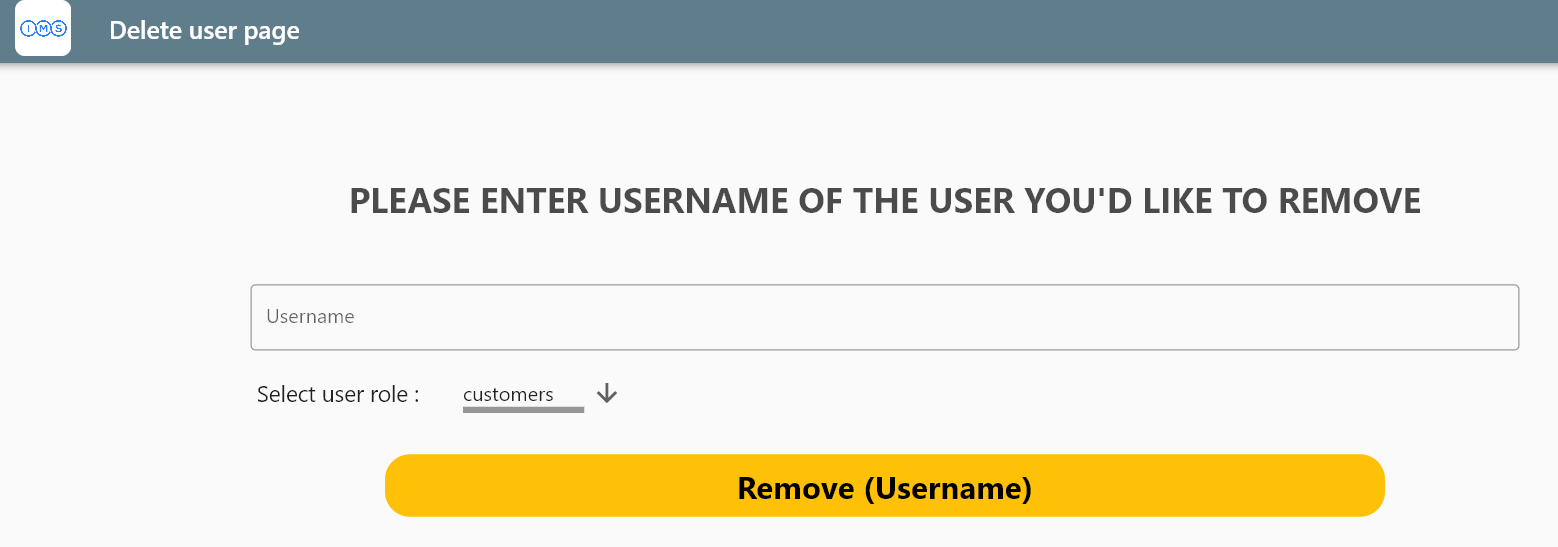 IMS
Delete user page
PLEASE ENTER USERNAME OF THE USER YOU'D LIKE TO REMOVE
Username
Select user role :
customers
Remove (Username)